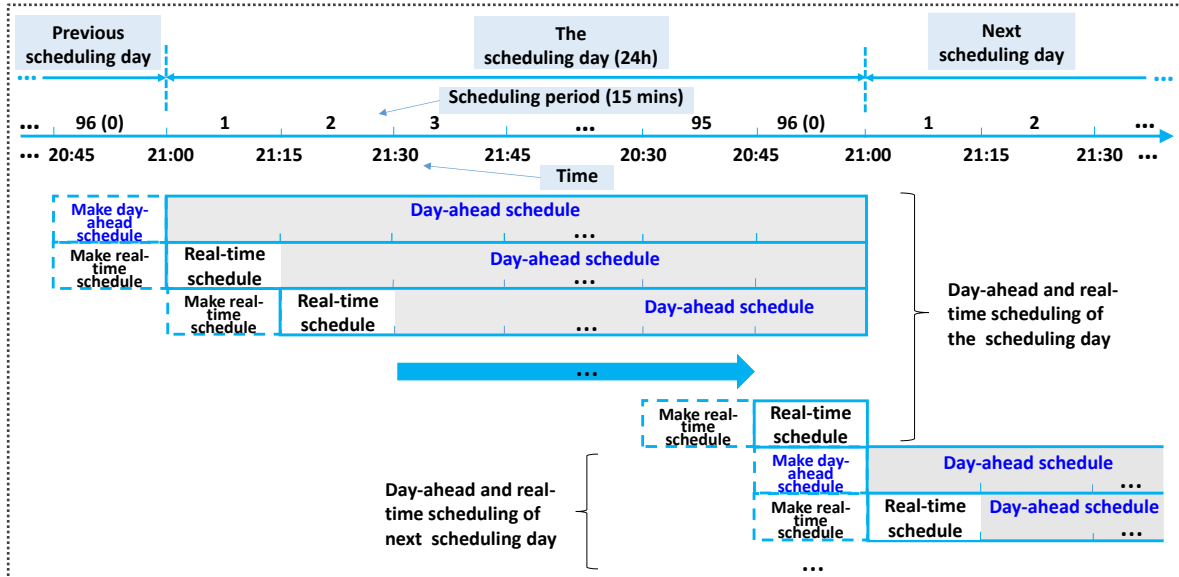 Previous
scheduling day
The
scheduling day (24h)
Next
scheduling day
... ...
Scheduling period (15 mins)
... 96 (0) 1 2 3 ... 95 96 (0) 1 2 ...
... 20:45 21:00 21:15 21:30 21:45 20:30 20:45 21:00 21:15 21:30 ...
Time
Make day-
ahead
schedule
Day-ahead schedule
...
Make real-
time
schedule
Real-time
schedule
Day-ahead schedule
...
Make real-
time
schedule
Real-time
schedule
Day-ahead schedule
...
Day-ahead and real-
time scheduling of
the scheduling day
...
Make real-
time
schedule
Real-time
schedule
Make day-
ahead
schedule
Day-ahead schedule
...
Day-ahead and real-
time scheduling of
next scheduling day
Make real-
time
schedule
Real-time
schedule
Day-ahead schedule
...
...